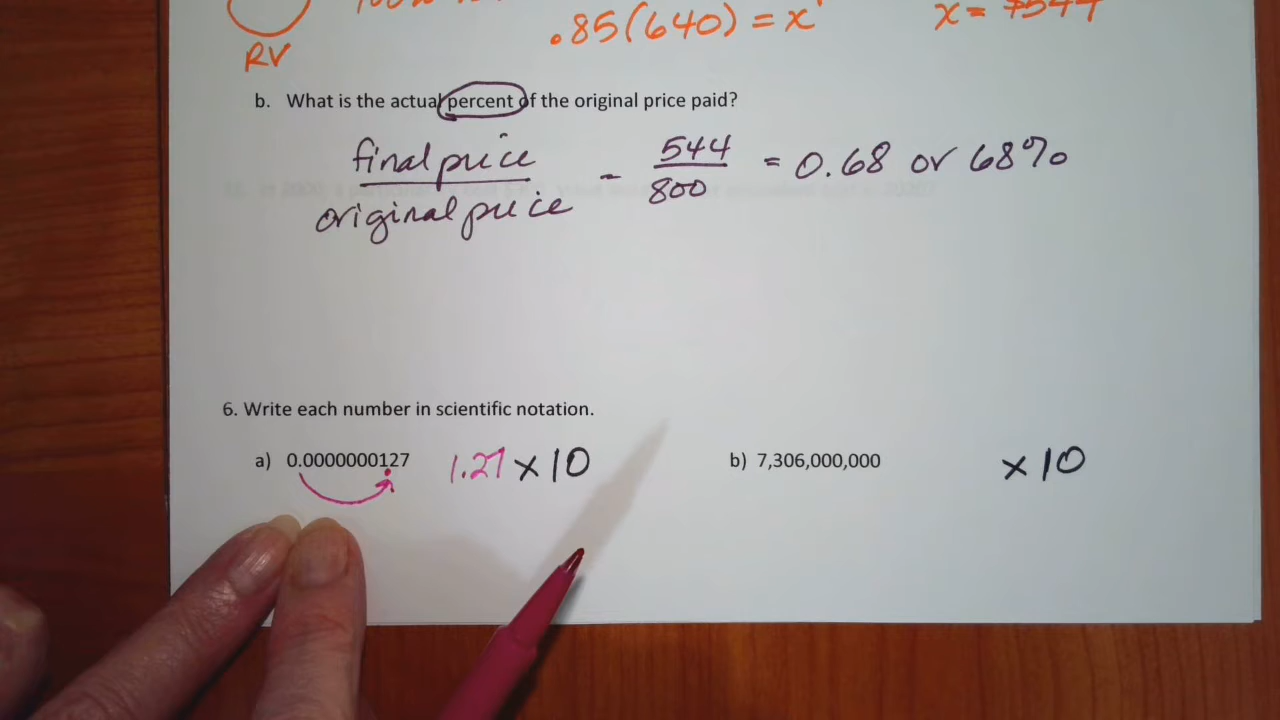 RV
.85(640) = x
x = $544
b. What is the actual percent of the original price paid?
final price
original price
= 544
800
= 0.68 or 68%
6. Write each number in scientific notation.
a) 0.0000000127 1.27 × 10
b) 7,306,000,000 × 10